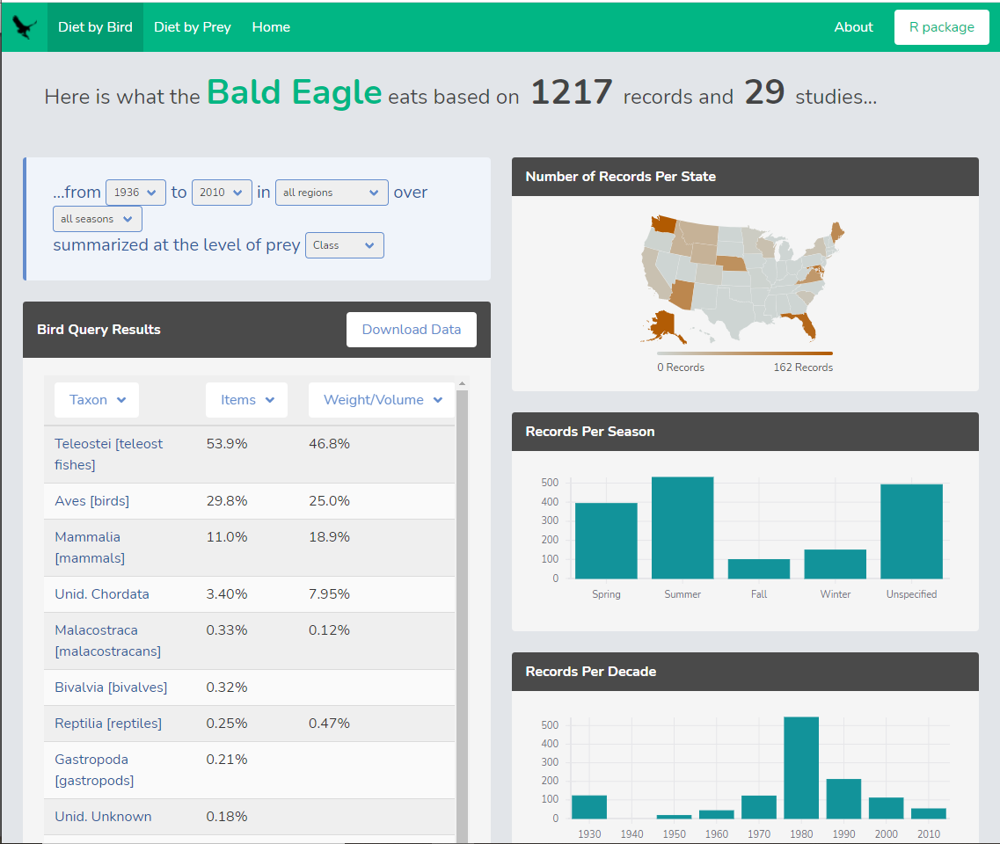 Diet by Bird Diet by Prey Home About R package
Here is what the Bald Eagle eats based on 1217 records and 29 studies...
...from 1936 to 2010 in all regions over
all seasons
summarized at the level of prey Class
Bird Query Results Download Data
Taxon Items Weight/Volume
Teleostei [teleost 53.9% 46.8%
fishes]
Aves [birds] 29.8% 25.0%
Mammalia 11.0% 18.9%
[mammals]
Unid. Chordata 3.40% 7.95%
Malacostraca 0.33% 0.12%
[malacostracans]
Bivalvia [bivalves] 0.32%
Reptilia [reptiles] 0.25% 0.47%
Gastropoda 0.21%
[gastropods]
Unid. Unknown 0.18%
Number of Records Per State
0 Records 162 Records
Records Per Season
500
400
300
200
100
0
Spring Summer Fall Winter Unspecified
Records Per Decade
500
400
300
200
100
0
1930 1940 1950 1960 1970 1980 1990 2000 2010